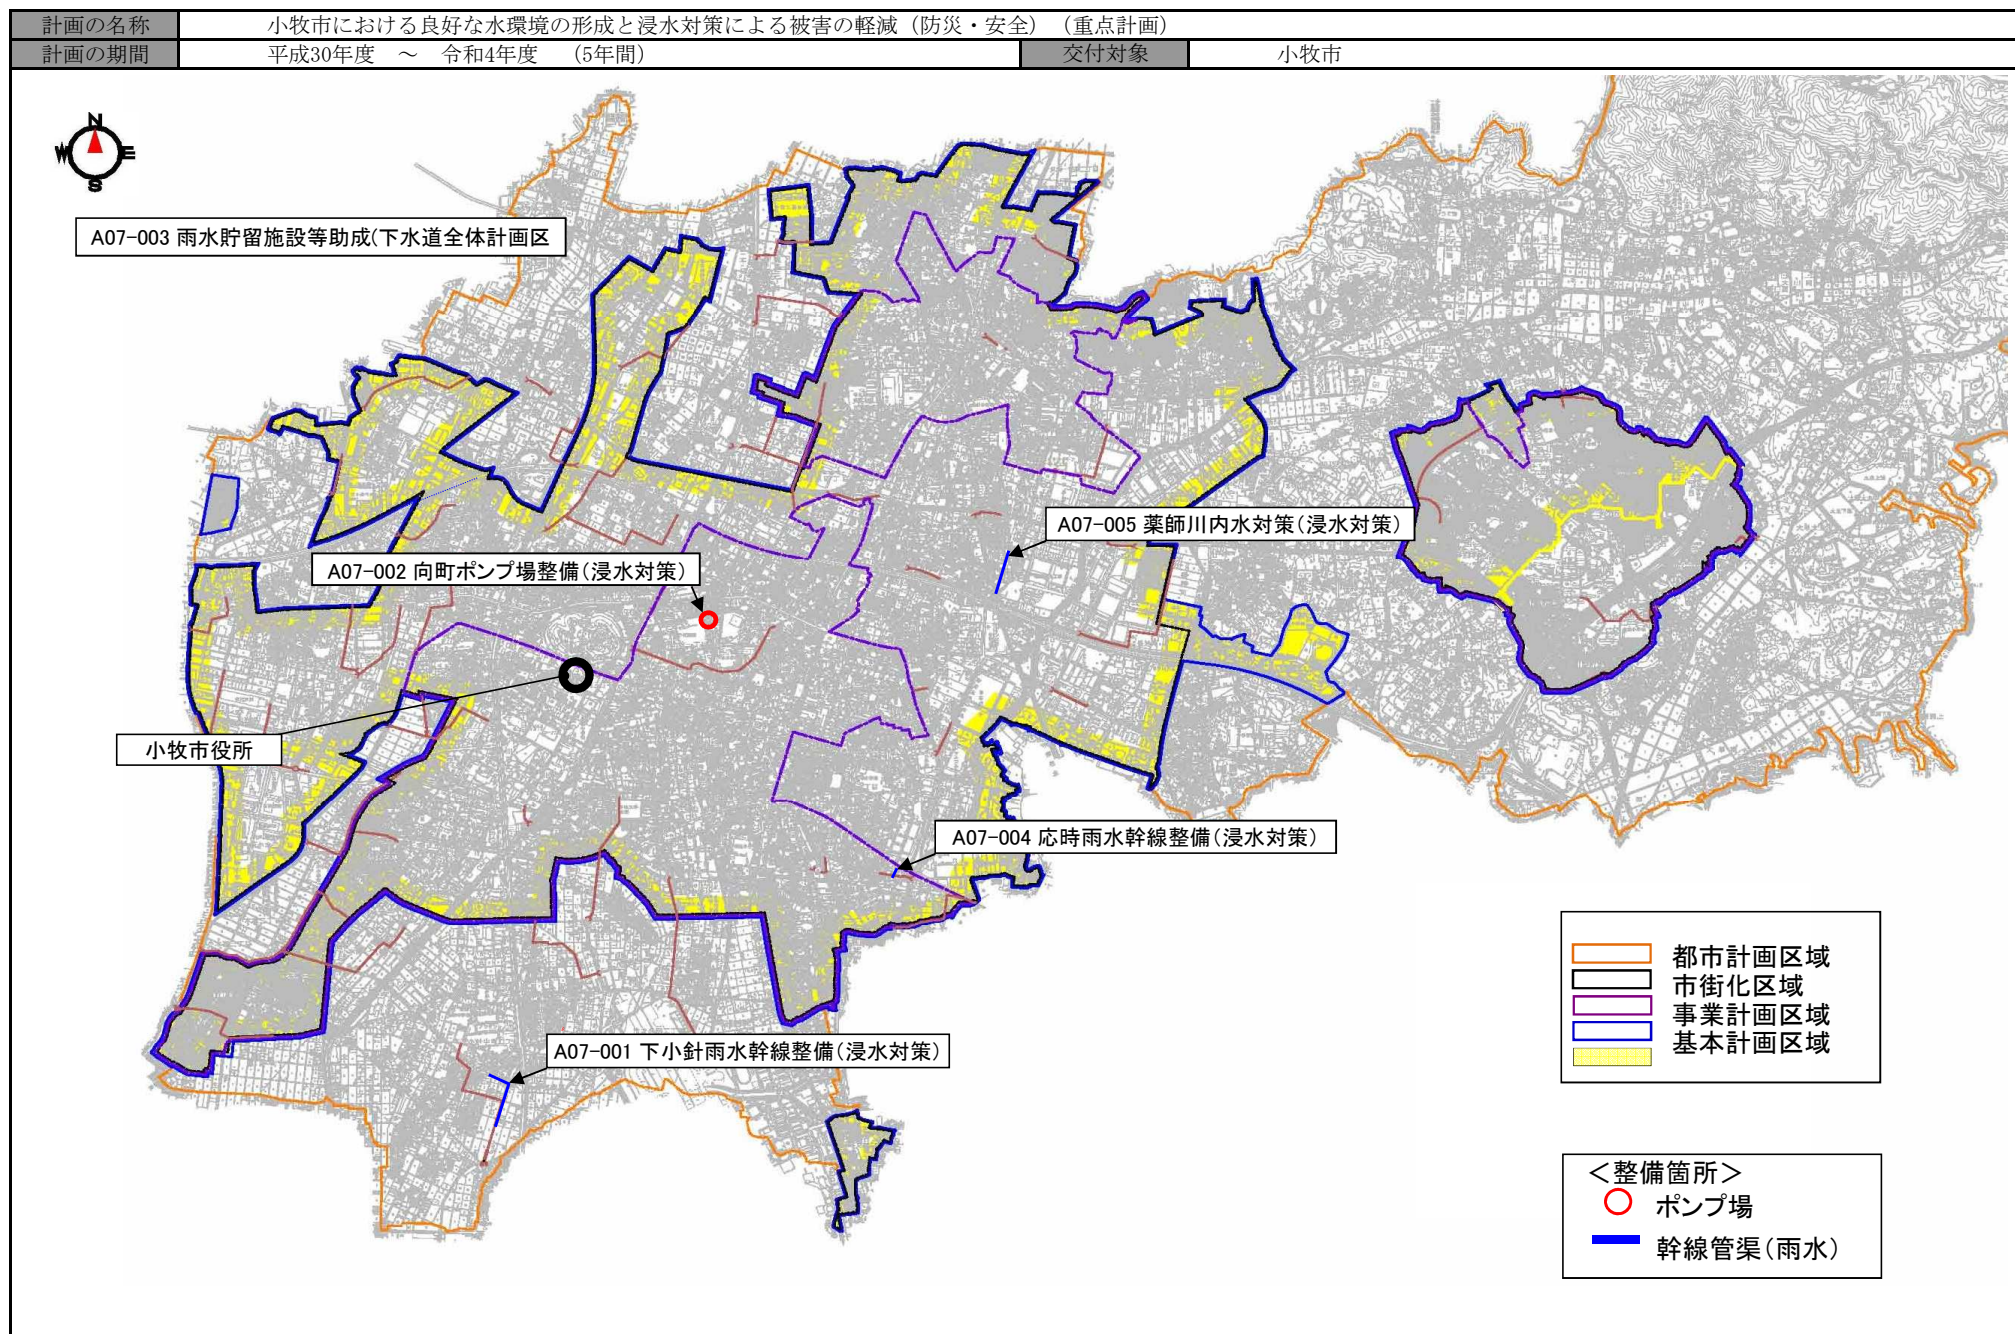 計画の名称 小牧市における良好な水環境の形成と浸水対策による被害の軽減（防災・安全）（重点計画）
計画の期間 平成30年度 ～ 令和4年度 （5年間） 交付対象 小牧市
N
W E
S
A07-003 雨水貯留施設等助成(下水道全体計画区
A07-005 薬師川内水対策(浸水対策)
A07-002 向町ポンプ場整備(浸水対策)
小牧市役所
A07-004 応時雨水幹線整備(浸水対策)
A07-001 下小針雨水幹線整備(浸水対策)
都市計画区域
市街化区域
事業計画区域
基本計画区域
＜整備箇所＞
ポンプ場
幹線管渠(雨水)